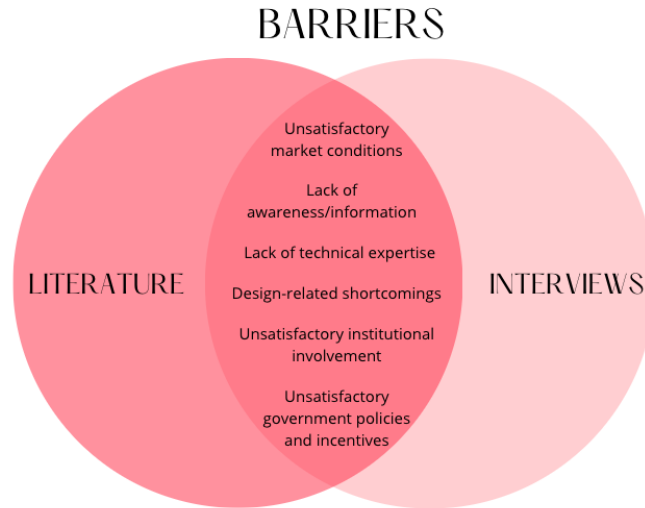 BARRIERS
LITERATURE
Unsatisfactory
market conditions
Lack of
awareness/information
Lack of technical expertise
Design-related shortcomings
Unsatisfactory institutional
involvement
Unsatisfactory
government policies
and incentives
INTERVIEWS